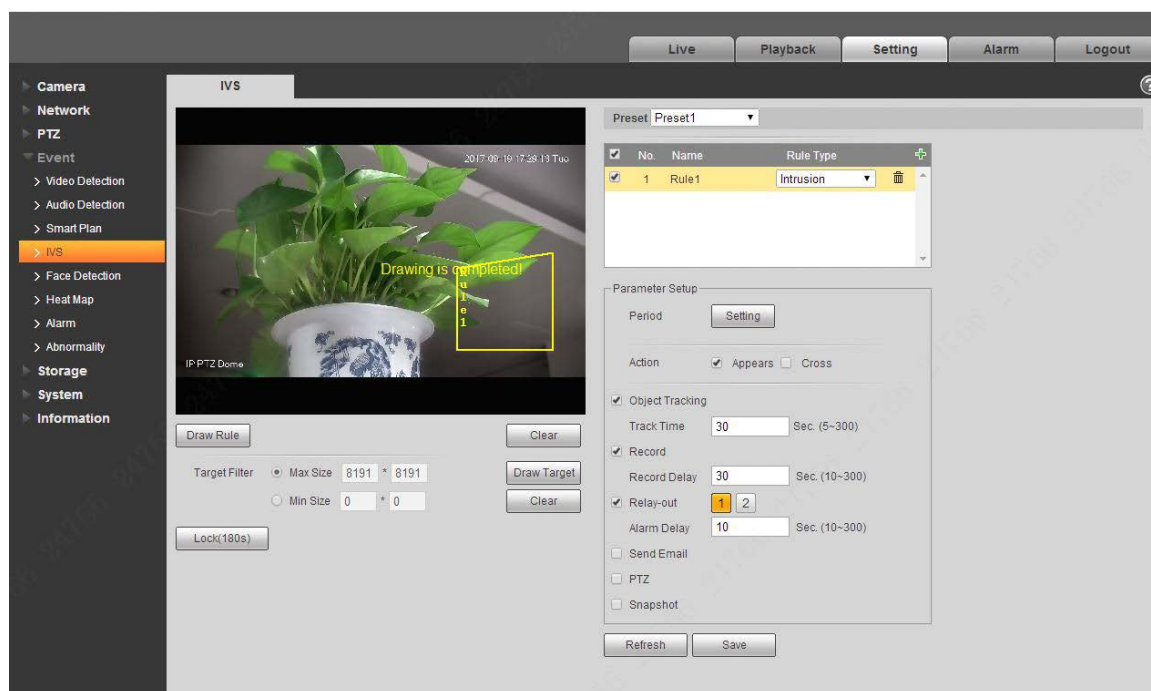 Live Playback Setting Alarm Logout
Camera
Network
PTZ
Event
Video Detection
Audio Detection
Smart Plan
IVS
Face Detection
Heat Map
Alarm
Abnormality
Storage
System
Information
IVS
2017-09-19 17:29:13 Tue
Drawing is completed!
Rule1
IP PTZ Dome
Draw Rule Clear
Target Filter Max Size 8191 * 8191 Draw Target
Min Size 0 * 0 Clear
Lock(180s)
Preset Preset1
No. Name Rule Type
1 Rule1 Intrusion
Parameter Setup
Period Setting
Action Appears Cross
Object Tracking
Track Time 30 Sec. (5~300)
Record
Record Delay 30 Sec. (10~300)
Relay-out 1 2
Alarm Delay 10 Sec. (10~300)
Send Email
PTZ
Snapshot
Refresh Save